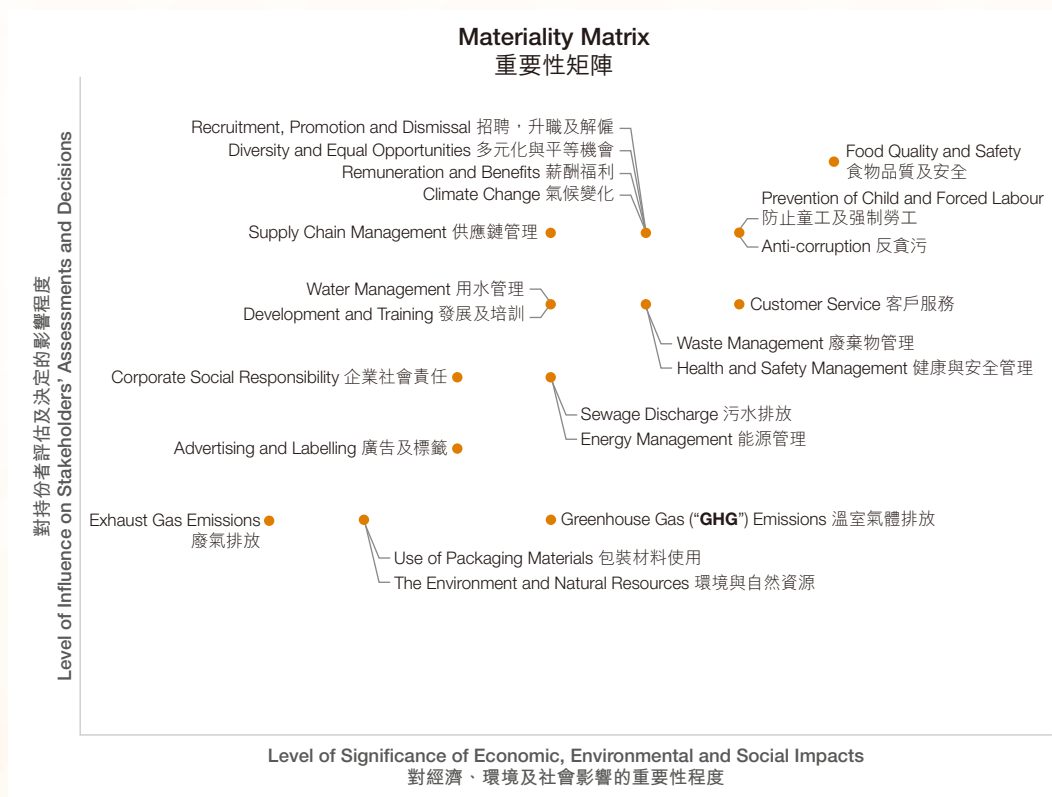 Materiality Matrix
重要性矩陣
對持份者評估及決定的影響程度
Level of Influence on Stakeholders' Assessments and Decisions
Recruitment, Promotion and Dismissal 招聘，升職及解僱
Diversity and Equal Opportunities 多元化與平等機會
Remuneration and Benefits 薪酬福利
Climate Change 氣候變化
Food Quality and Safety
食物品質及安全
Prevention of Child and Forced Labour
防止童工及强制勞工
Anti-corruption 反貪污
Supply Chain Management 供應鏈管理
Water Management 用水管理
Development and Training 發展及培訓
Customer Service 客戶服務
Waste Management 廢棄物管理
Health and Safety Management 健康與安全管理
Corporate Social Responsibility 企業社會責任
Sewage Discharge 污水排放
Energy Management 能源管理
Advertising and Labelling 廣告及標籤
Exhaust Gas Emissions
廢氣排放
Greenhouse Gas (“GHG”) Emissions 溫室氣體排放
Use of Packaging Materials 包裝材料使用
The Environment and Natural Resources 環境與自然資源
Level of Significance of Economic, Environmental and Social Impacts
對經濟、環境及社會影響的重要性程度